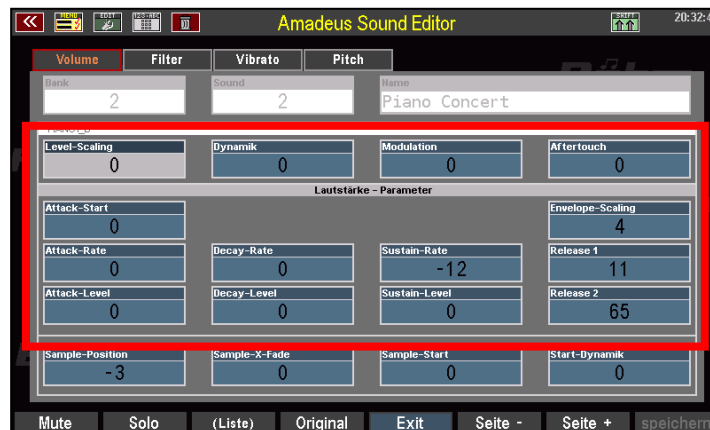 MENU EDIT 123-ABC Amadeus Sound Editor SHIFT 20:32:4
Volume Filter Vibrato Pitch
Bank Sound Name
2 2 Piano Concert
Level-Scaling Dynamik Modulation Aftertouch
0 0 0 0
Lautstärke - Parameter
Attack-Start Envelope-Scaling
0 4
Attack-Rate Decay-Rate Sustain-Rate Release 1
0 0 -12 11
Attack-Level Decay-Level Sustain-Level Release 2
0 0 0 65
Sample-Position Sample-X-Fade Sample-Start Start-Dynamik
-3 0 0 0
Mute Solo (Liste) Original Exit Seite - Seite + speichern